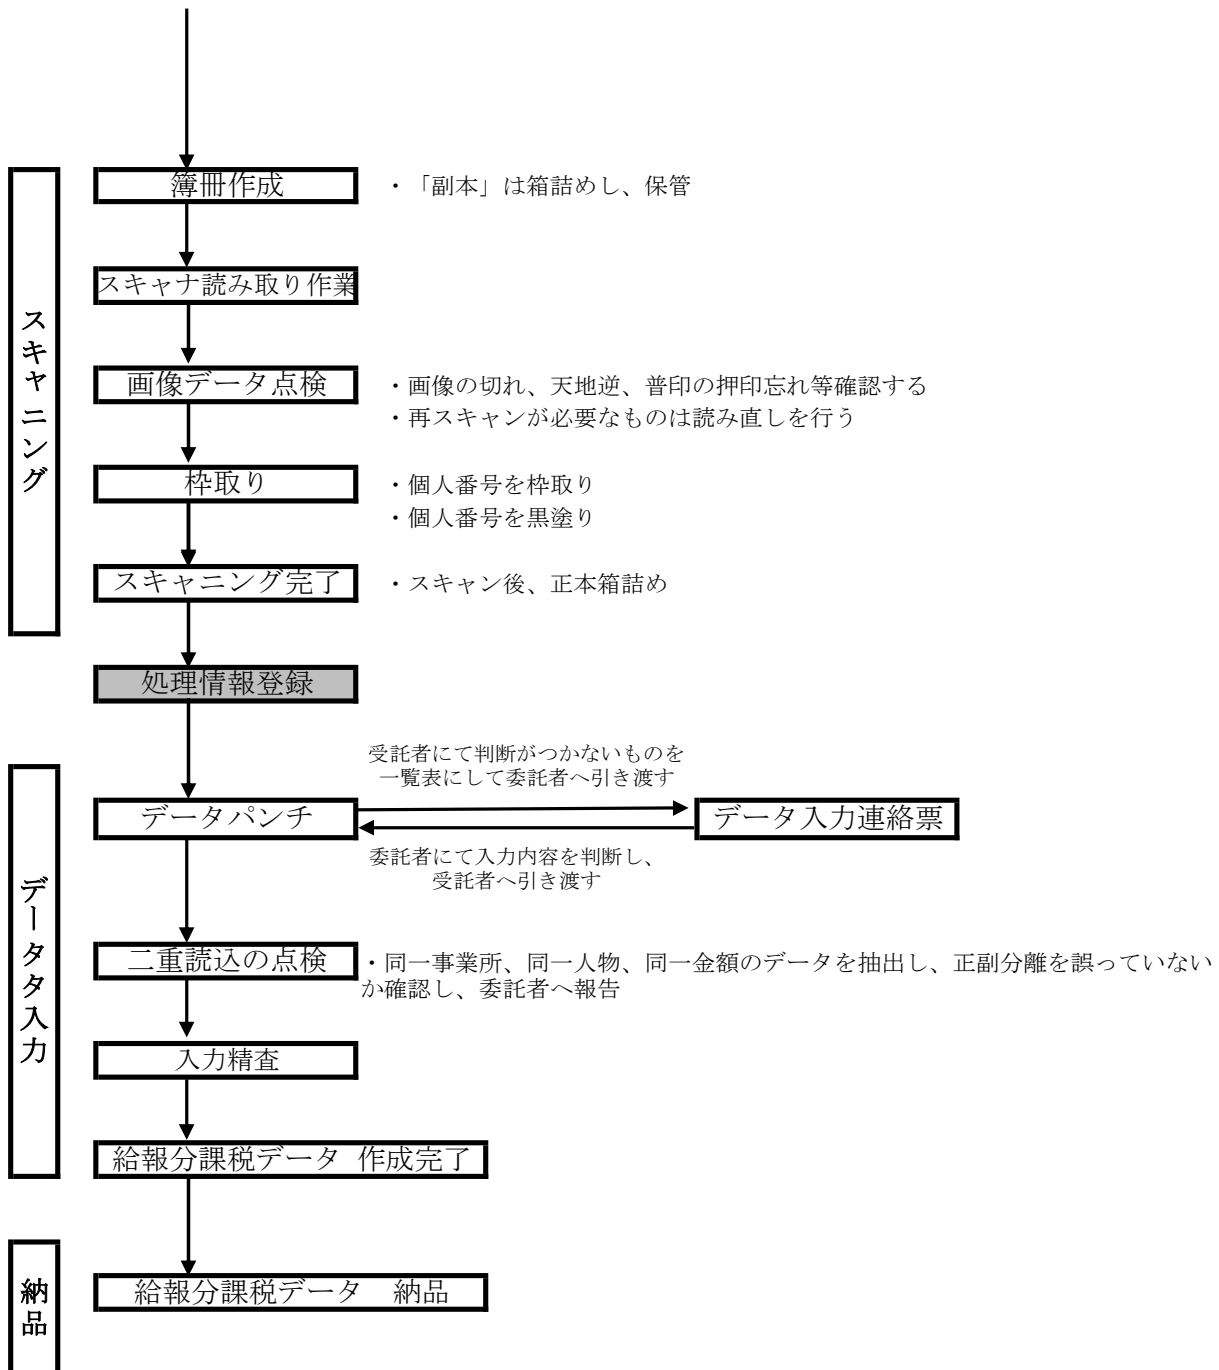 スキャニング
簿冊作成
・「副本」は箱詰めし、保管
スキャナ読み取り作業
画像データ点検
・画像の切れ、天地逆、普印の押印忘れ等確認する
・再スキャンが必要なものは読み直しを行う
枠取り
・個人番号を枠取り
・個人番号を黒塗り
スキャニング完了
・スキャン後、正本箱詰め
処理情報登録
データタ入力
受託者にて判断がつかないものを
一覧表にして委託者へ引き渡す
データパンチ
データ入力連絡票
委託者にて入力内容を判断し、
受託者へ引き渡す
二重読込の点検
・同一事業所、同一人物、同一金額のデータを抽出し、正副分離を誤っていない
か確認し、委託者へ報告
入力精査
給報分課税データ 作成完了
納品
給報分課税データ　納品